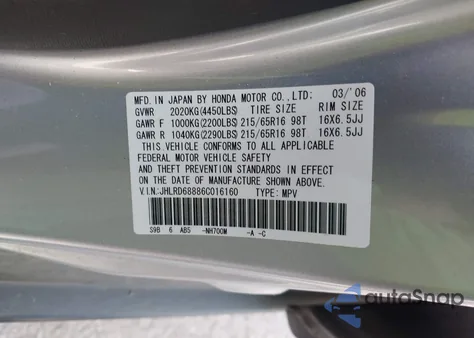 MFD. IN JAPAN BY HONDA MOTOR CO.,LTD: 03/'06
GVWR 2020KG(4450LBS) TIRE SIZE RIM SIZE
GAWR F 1000KG(2200LBS) 215/65R16 98T 16X6.5JJ
GAWR R 1040KG(2290LBS) 215/65R16 98T 16X6.5JJ
THIS VEHICLE CONFORMS TO ALL APPLICABLE
FEDERAL MOTOR VEHICLE SAFETY
AND THEFT PREVENTION STANDARDS IN EFFECT ON
THE DATE OF MANUFACTURE SHOWN ABOVE.
V.I.N:JHLRD68886C016160 TYPE: MPV
S9B 6 AB5 -NH700M -A -C
autoSnap